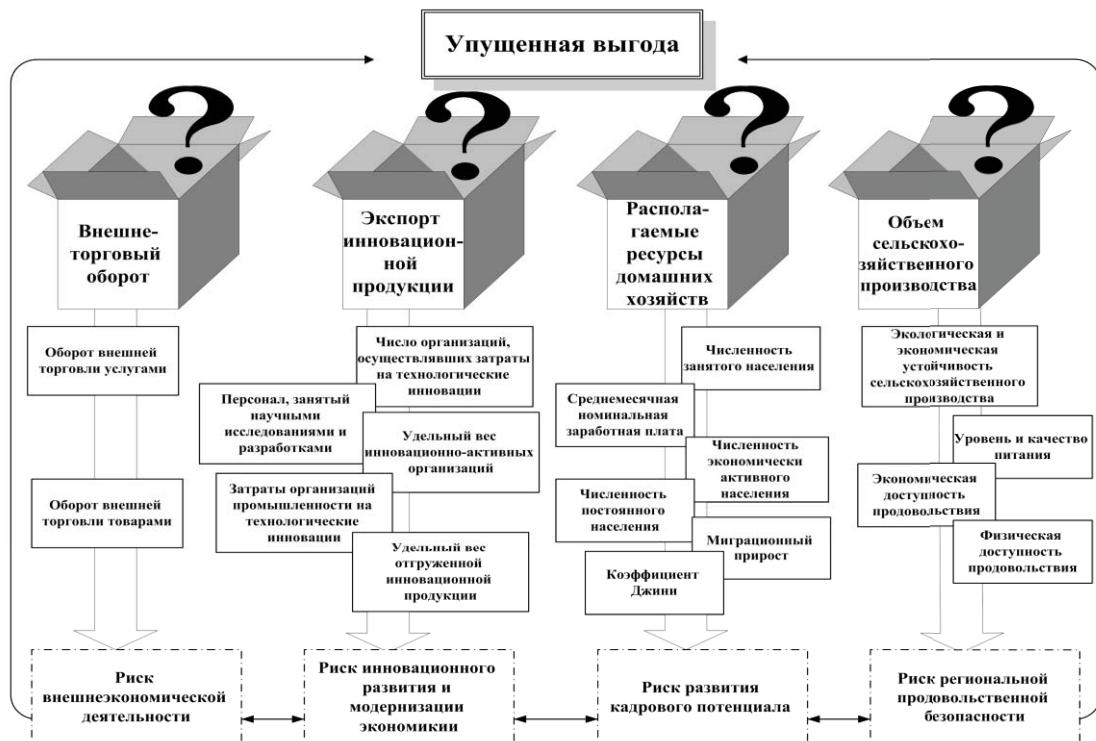 Упущенная выгода
Внешне-
торговый
оборот
Экспорт
инновацион-
ной
продукции
Распола-
гаемые
ресурсы
домашних
хозяйств
Объем
сельскохо-
зяйственного
производства
Оборот внешней
торговли услугами
Оборот внешней
торговли товарами
Число организаций,
осуществлявших затраты
на технологические
инновации
Персонал, занятый
научными
исследованиями и
разработками
Удельный вес
инновационно-активных
организаций
Затраты организаций
промышленности на
технологические
инновации
Удельный вес
отгруженной
инновационной
продукции
Численность
занятого населения
Среднемесячная
номинальная
заработная плата
Численность
экономически
активного
населения
Численность
постоянного
населения
Миграционный
прирост
Коэффициент
Джини
Экологическая и
экономическая
устойчивость
сельскохозяйственного
производства
Уровень и качество
питания
Экономическая
доступность
продовольствия
Физическая
доступность
продовольствия
Риск
внешнеэкономической
деятельности
Риск инновационного
развития и
модернизации
экономикии
Риск развития
кадрового потенциала
Риск региональной
продовольственной
безопасности